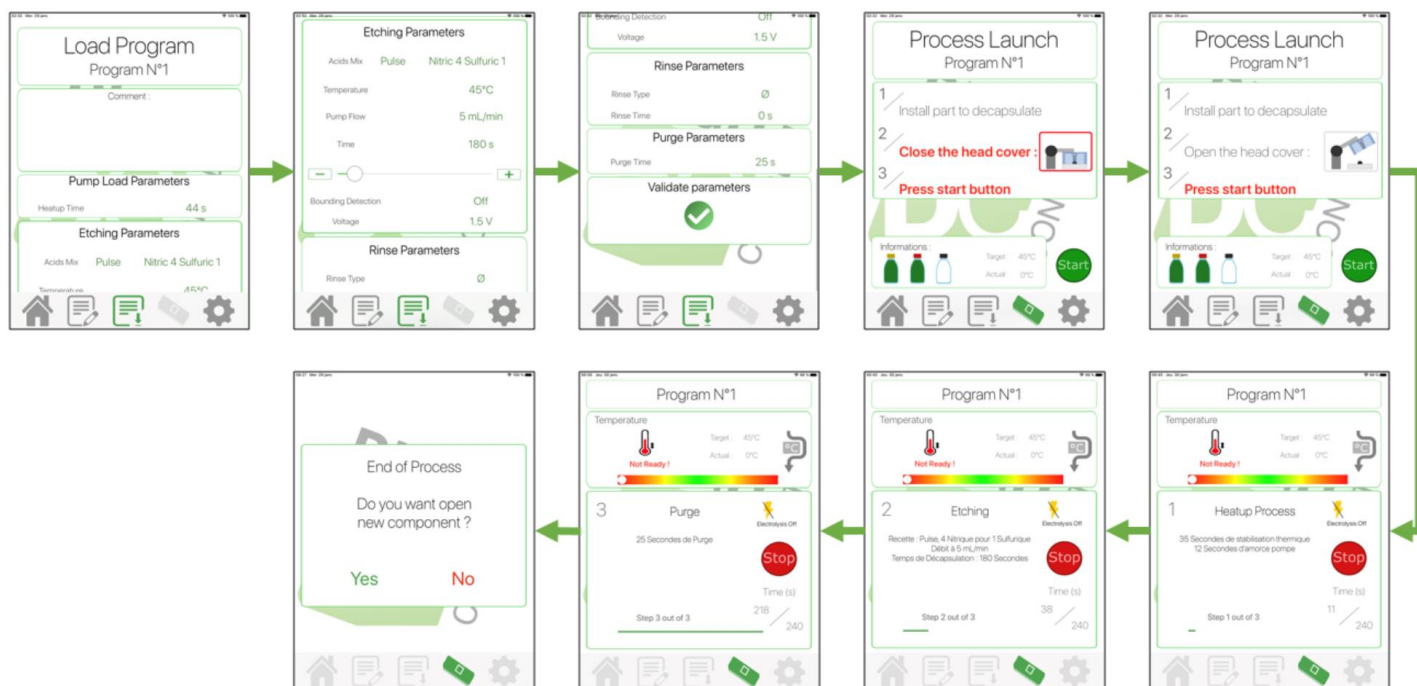 Load Program
Program N°1
Comment :
Pump Load Parameters
Heatup Time 44 s
Etching Parameters
Acids Mix Pulse Nitric 4 Sulfuric 1
Temperature 45°C
Etching Parameters
Acids Mix Pulse Nitric 4 Sulfuric 1
Temperature 45°C
Pump Flow 5 mL/min
Time 180 s
Bounding Detection Off
Voltage 1.5 V
Rinse Parameters
Rinse Type Ø
Bounding Detection Off
Voltage 1.5 V
Rinse Parameters
Rinse Type Ø
Rinse Time 0 s
Purge Parameters
Purge Time 25 s
Validate parameters
Process Launch
Program N°1
1 Install part to decapsulate
2 Close the head cover :
3 Press start button
Informations :
Target : 45°C
Actual : 0°C
Start
Process Launch
Program N°1
1 Install part to decapsulate
2 Open the head cover :
3 Press start button
Informations :
Target : 45°C
Actual : 0°C
Start
Program N°1
Temperature
Target : 45°C
Actual : 0°C
°C
Not Ready !
1 Heatup Process
Electrolysis Off
35 Secondes de stabilisation thermique
12 Secondes d'amorce pompe
Stop
Time (s)
Step 1 out of 3
11 / 240
Program N°1
Temperature
Target : 45°C
Actual : 0°C
°C
Not Ready !
2 Etching
Electrolysis Off
Recette : Pulse, 4 Nitrique pour 1 Sulfurique
Débit à 5 mL/min
Temps de Décapsulation : 180 Secondes
Stop
Time (s)
Step 2 out of 3
38 / 240
Program N°1
Temperature
Target : 45°C
Actual : 0°C
°C
Not Ready !
3 Purge
Electrolysis Off
25 Secondes de Purge
Stop
Time (s)
Step 3 out of 3
218 / 240
End of Process
Do you want open
new component ?
Yes No